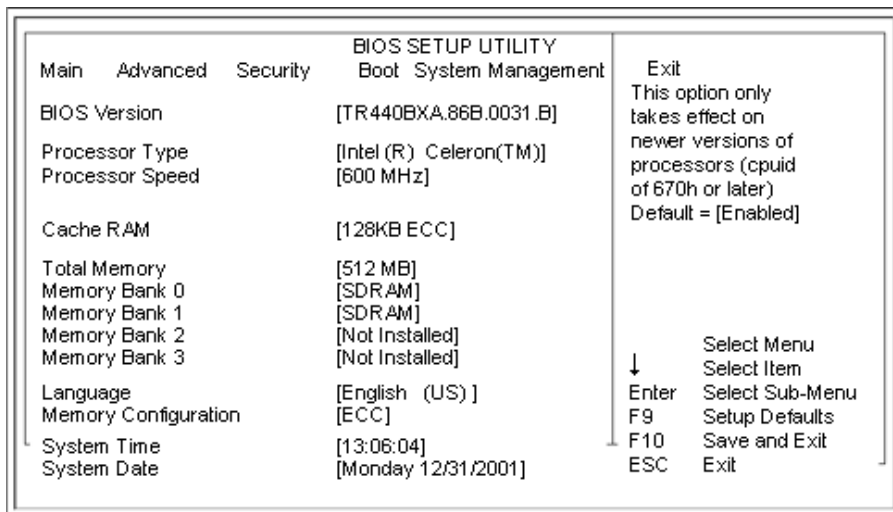 BIOS SETUP UTILITY
Main Advanced Security Boot System Management Exit
BIOS Version [TR440BXA.86B.0031.B]
Processor Type [Intel (R) Celeron(TM)]
Processor Speed [600 MHz]
Cache RAM [128KB ECC]
Total Memory [512 MB]
Memory Bank 0 [SDRAM]
Memory Bank 1 [SDRAM]
Memory Bank 2 [Not Installed]
Memory Bank 3 [Not Installed]
Language [English (US) ]
Memory Configuration [ECC]
System Time [13:06:04]
System Date [Monday 12/31/2001]
This option only
takes effect on
newer versions of
processors (cpuid
of 670h or later)
Default = [Enabled]
Select Menu
↓ Select Item
Enter Select Sub-Menu
F9 Setup Defaults
F10 Save and Exit
ESC Exit